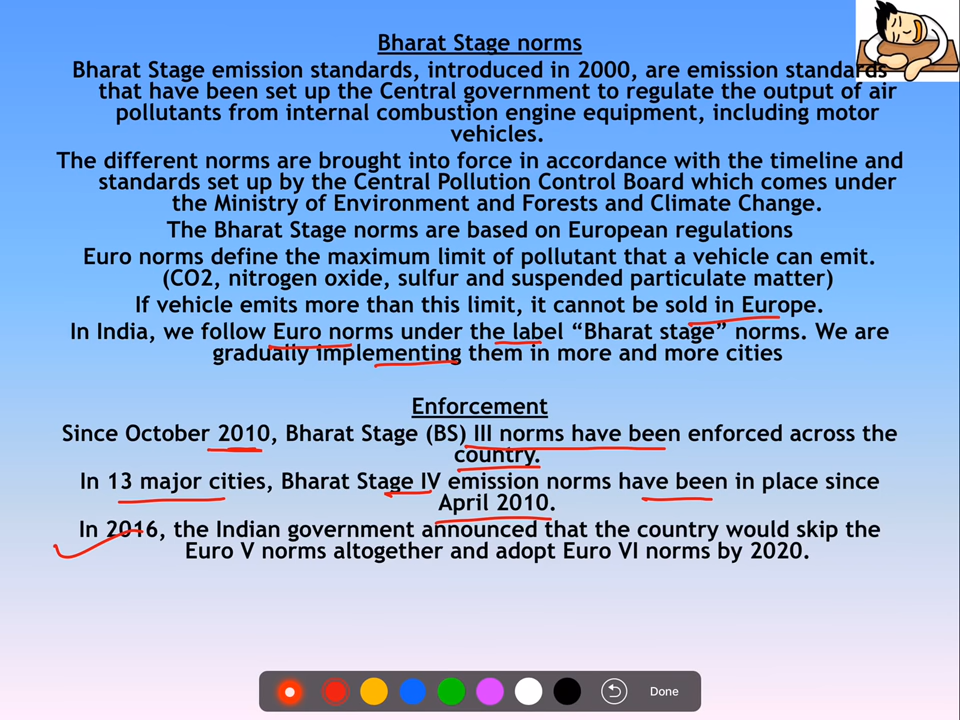 Bharat Stage norms
Bharat Stage emission standards, introduced in 2000, are emission standards
that have been set up the Central government to regulate the output of air
pollutants from internal combustion engine equipment, including motor
vehicles.
The different norms are brought into force in accordance with the timeline and
standards set up by the Central Pollution Control Board which comes under
the Ministry of Environment and Forests and Climate Change.
The Bharat Stage norms are based on European regulations
Euro norms define the maximum limit of pollutant that a vehicle can emit.
(CO2, nitrogen oxide, sulfur and suspended particulate matter)
If vehicle emits more than this limit, it cannot be sold in Europe.
In India, we follow Euro norms under the label “Bharat stage” norms. We are
gradually implementing them in more and more cities
Enforcement
Since October 2010, Bharat Stage (BS) III norms have been enforced across the
country.
In 13 major cities, Bharat Stage IV emission norms have been in place since
April 2010.
In 2016, the Indian government announced that the country would skip the
Euro V norms altogether and adopt Euro VI norms by 2020.
Done